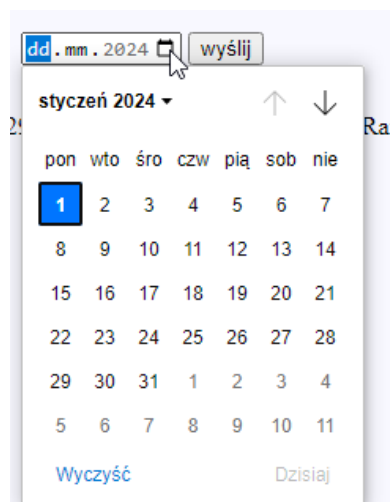 dd.mm.2024 wyślij
styczeń 2024
Ra
pon wto śro czw pią sob nie
1 2 3 4 5 6 7
8 9 10 11 12 13 14
15 16 17 18 19 20 21
22 23 24 25 26 27 28
29 30 31 1 2 3 4
5 6 7 8 9 10 11
Wyczyść Dzisiaj